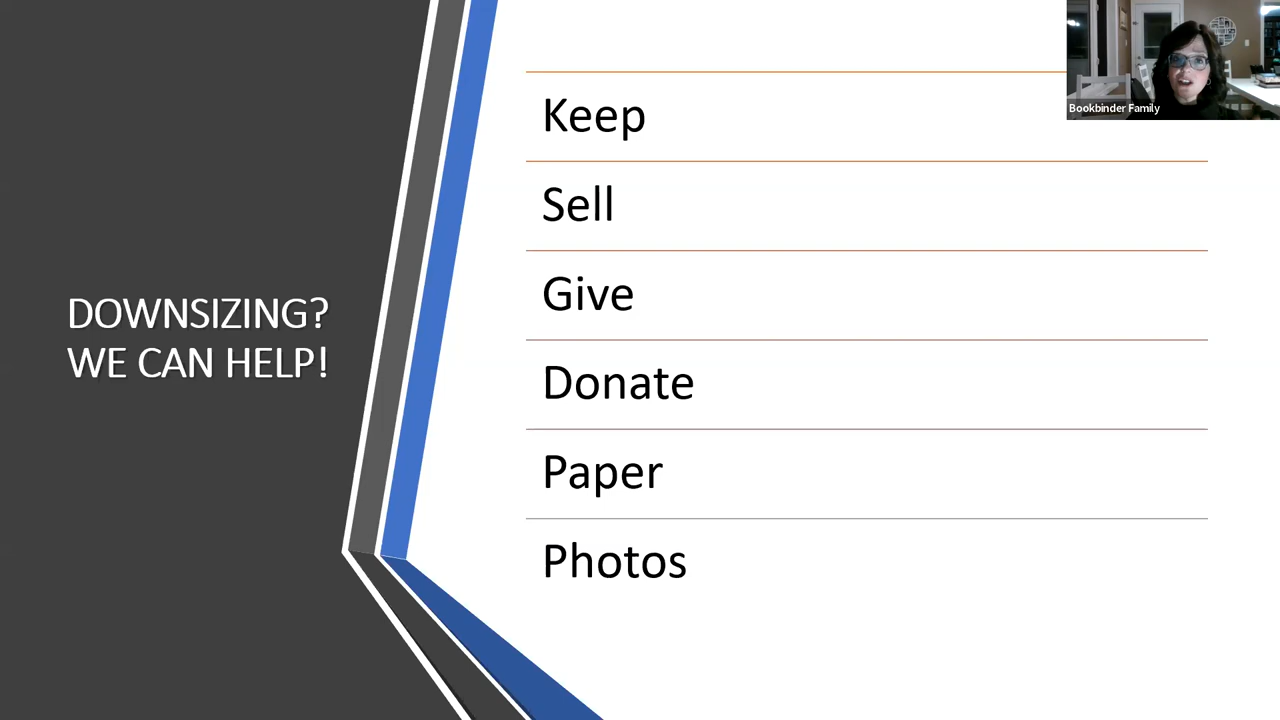 DOWNSIZING?
WE CAN HELP!
Keep
Sell
Give
Donate
Paper
Photos
Bookbinder Family